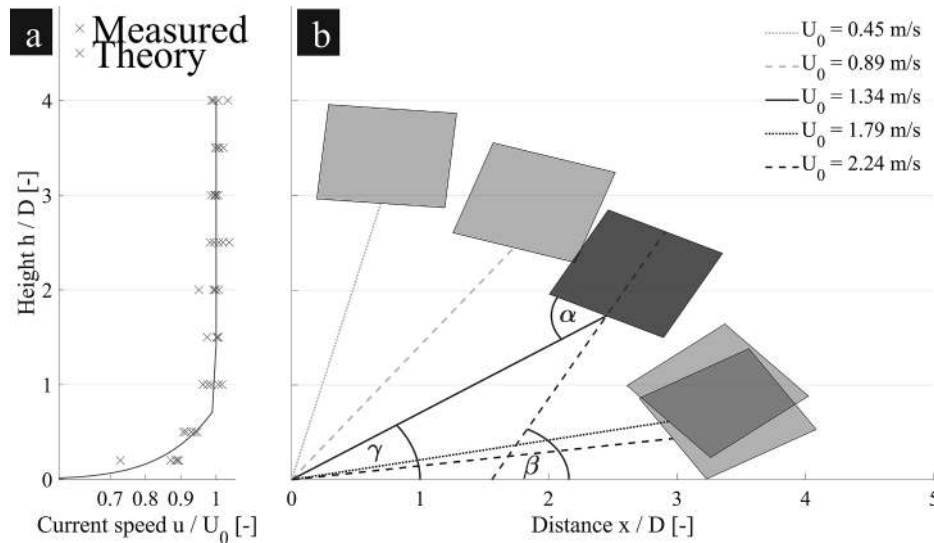 a
× Measured
× Theory
4
3
2
1
0
Height h / D [-]
0.7 0.8 0.9 1
Current speed u / U₀ [-]
b
U₀ = 0.45 m/s
U₀ = 0.89 m/s
U₀ = 1.34 m/s
U₀ = 1.79 m/s
U₀ = 2.24 m/s
α
γ
β
0 1 2 3 4 5
Distance x / D [-]